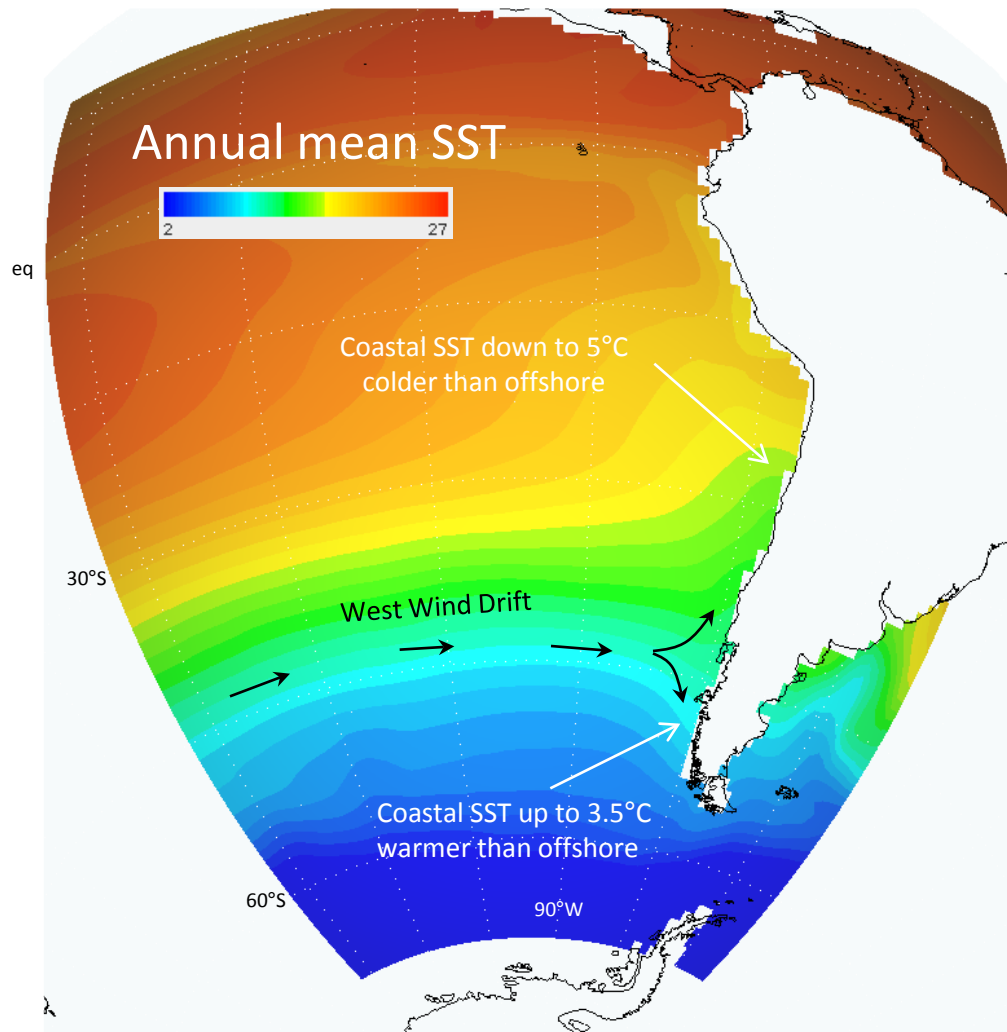 Annual mean SST
2 27
eq
Coastal SST down to 5°C
colder than offshore
30°S
West Wind Drift
Coastal SST up to 3.5°C
warmer than offshore
60°S
90°W